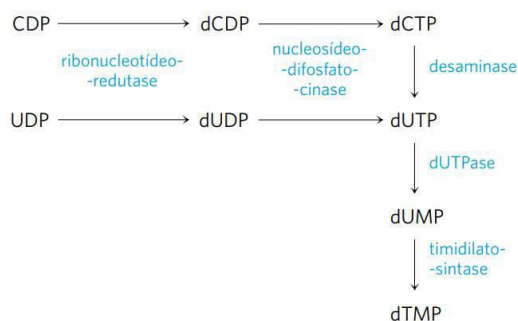 CDP dCDP dCTP
ribonucleotídeo-
-redutase
nucleosídeo-
-difosfato-
-cinase
desaminase
UDP dUDP dUTP
dUTPase
dUMP
timidilato-
-sintase
dTMP